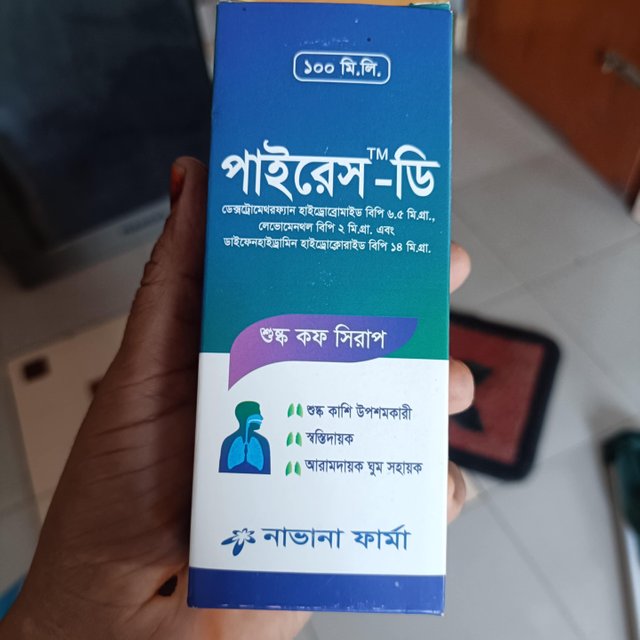 ১০০ মি.লি.
পাইরেস™-ডি
ডেক্সট্রোমেথরফ্যান হাইড্রোব্রোমাইড বিপি ৬.৫ মি.গ্রা.,
লেভোমেনথল বিপি ২ মি.গ্রা. এবং
ডাইফেনহাইড্রামিন হাইড্রোক্লোরাইড বিপি ১৪ মি.গ্রা.
শুষ্ক কফ সিরাপ
শুষ্ক কাশি উপশমকারী
স্বস্তিদায়ক
আরামদায়ক ঘুম সহায়ক
নাভানা ফার্মা